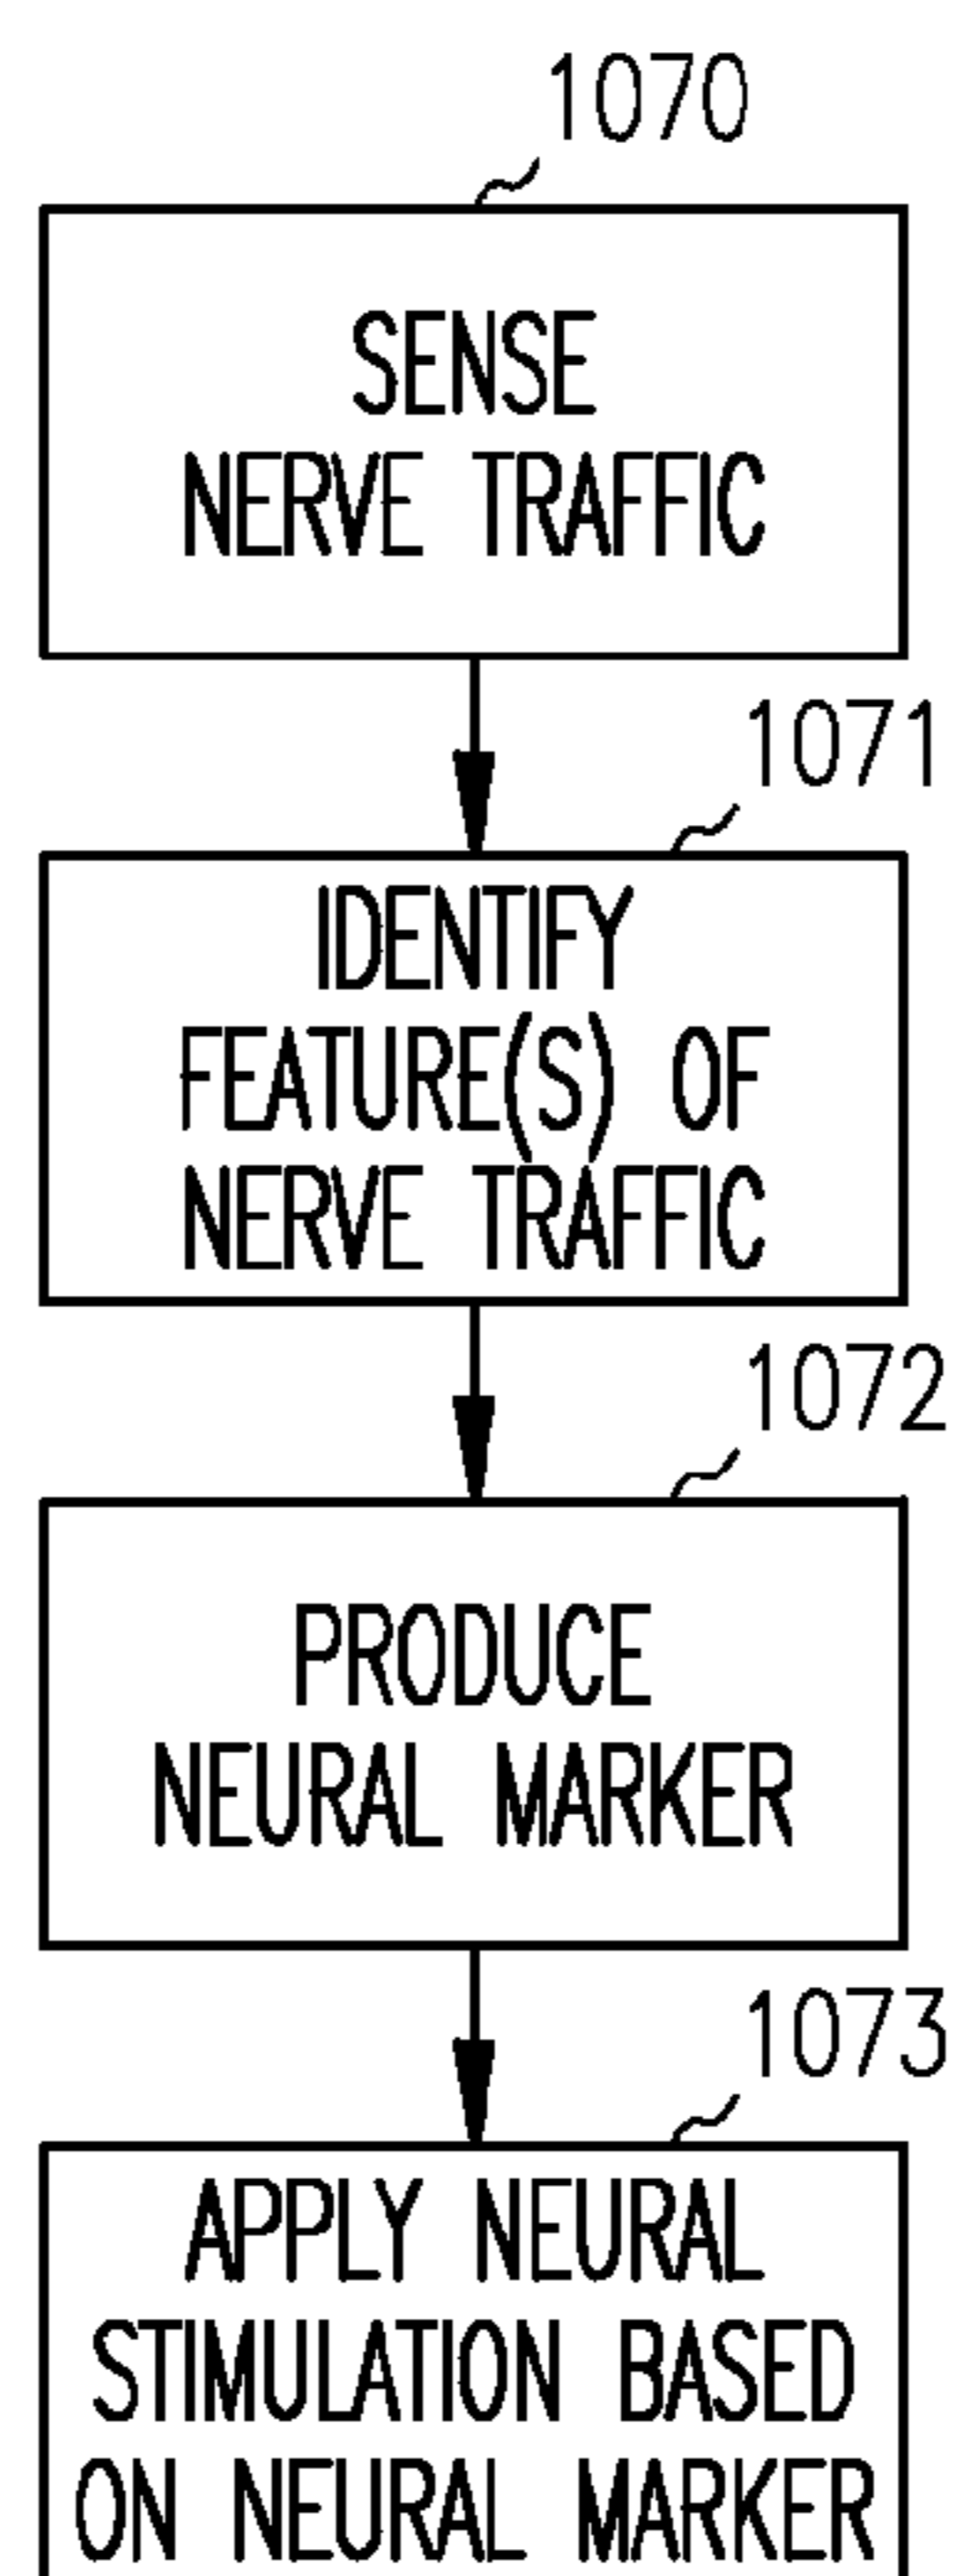 1070
SENSE
NERVE TRAFFIC
1071
IDENTIFY
FEATURE(S) OF
NERVE TRAFFIC
1072
PRODUCE
NEURAL MARKER
1073
APPLY NEURAL
STIMULATION BASED
ON NEURAL MARKER